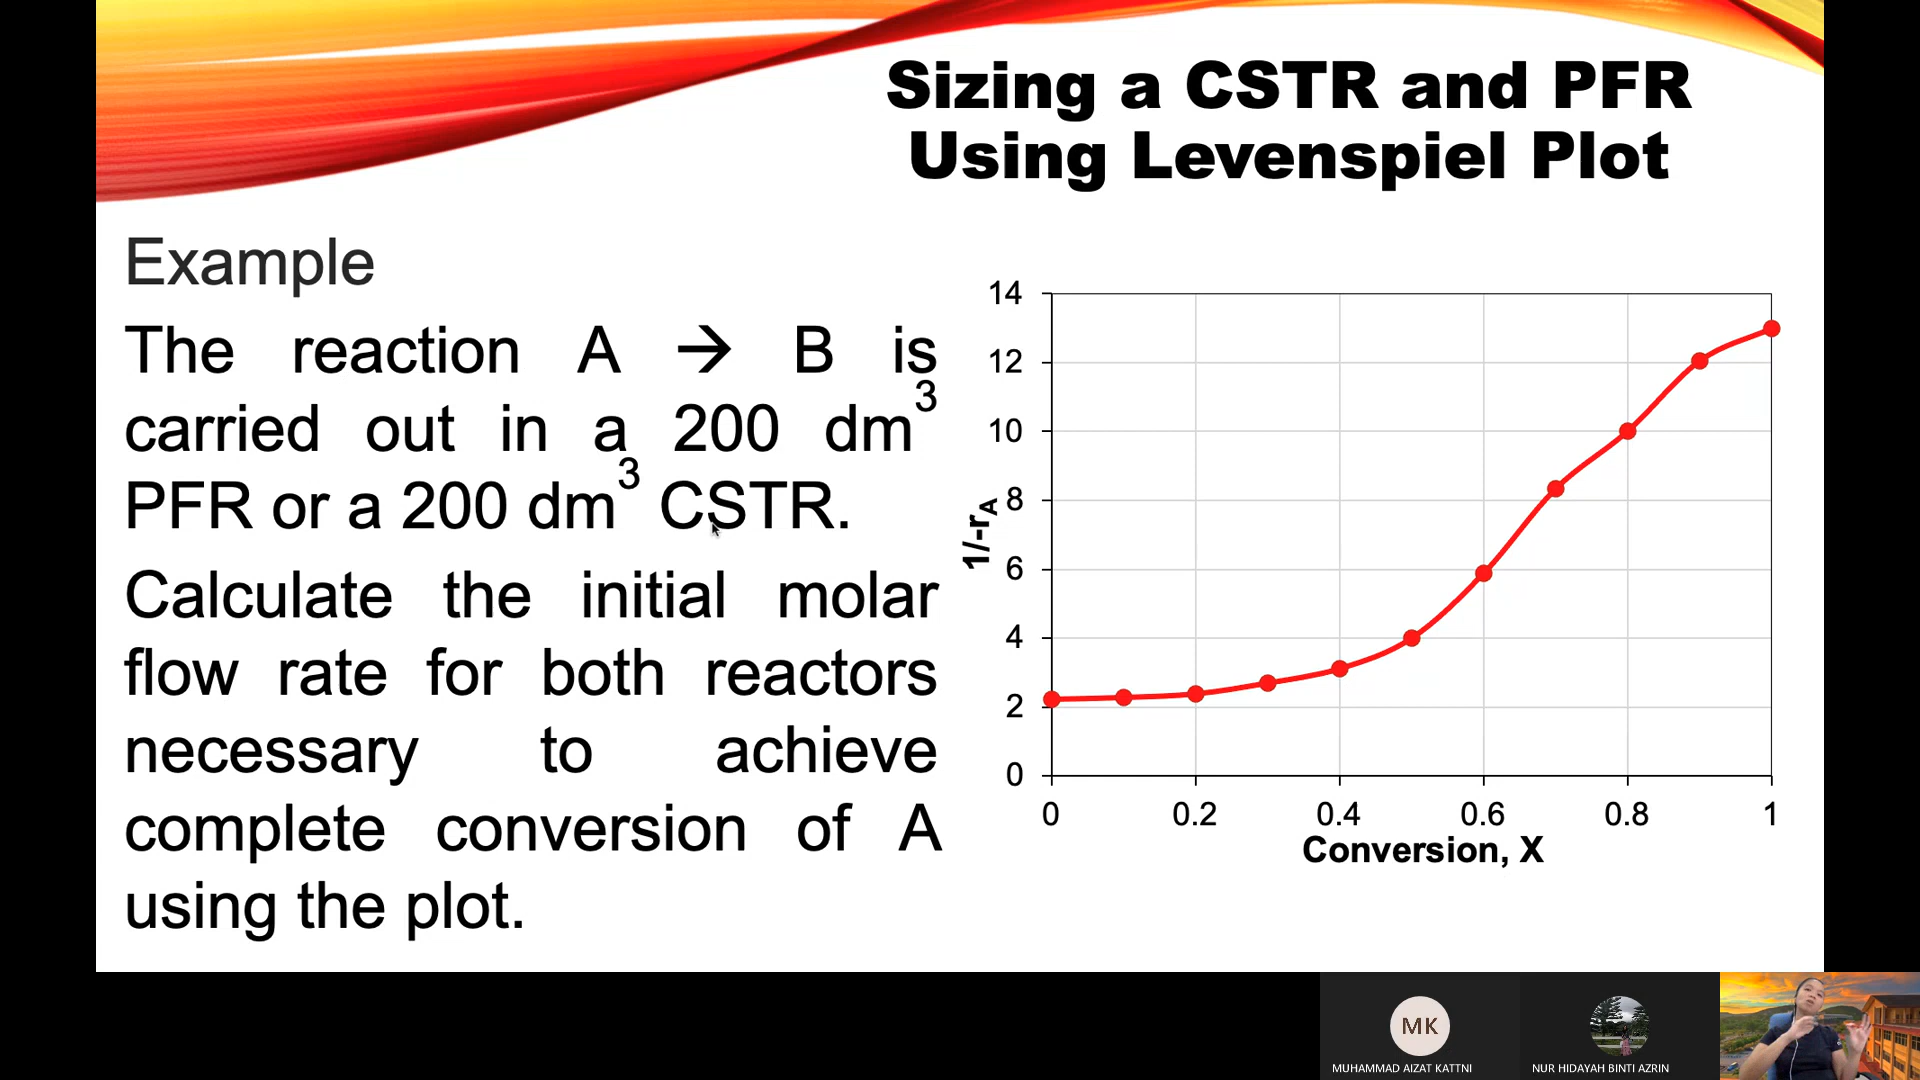 Sizing a CSTR and PFR
Using Levenspiel Plot
Example
The reaction A → B is
carried out in a 200 dm³
PFR or a 200 dm³ CSTR.
Calculate the initial molar
flow rate for both reactors
necessary to achieve
complete conversion of A
using the plot.
14
12
10
8
6
4
2
0
1/-rA
0 0.2 0.4 0.6 0.8 1
Conversion, X
MK
MUHAMMAD AIZAT KATTNI
NUR HIDAYAH BINTI AZRIN